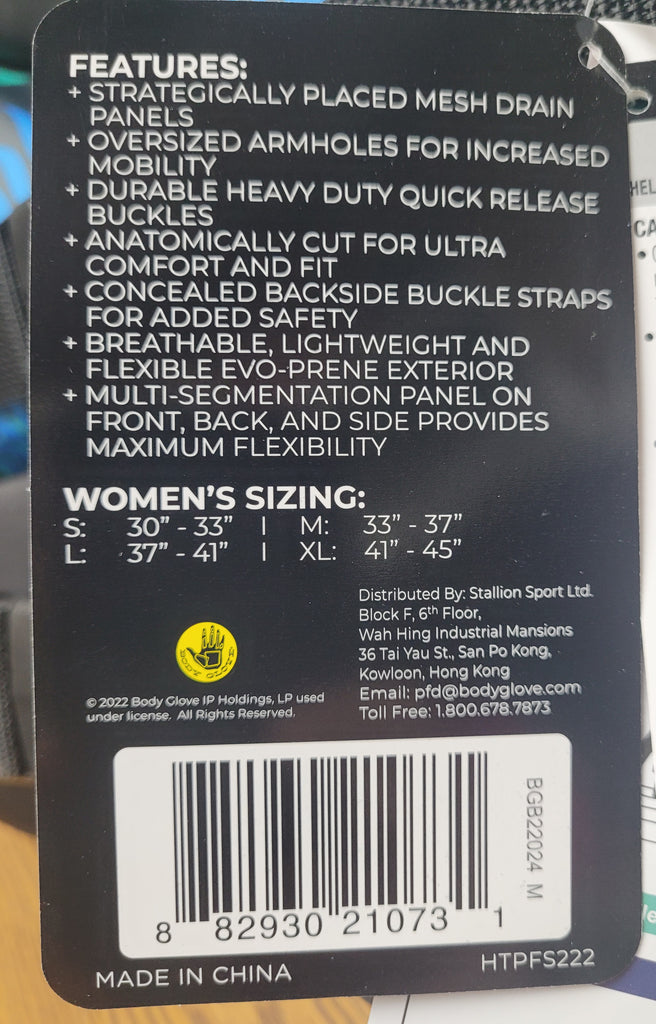 FEATURES:
+ STRATEGICALLY PLACED MESH DRAIN
PANELS
+ OVERSIZED ARMHOLES FOR INCREASED
MOBILITY
+ DURABLE HEAVY DUTY QUICK RELEASE
BUCKLES
+ ANATOMICALLY CUT FOR ULTRA
COMFORT AND FIT
+ CONCEALED BACKSIDE BUCKLE STRAPS
FOR ADDED SAFETY
+ BREATHABLE, LIGHTWEIGHT AND
FLEXIBLE EVO-PRENE EXTERIOR
+ MULTI-SEGMENTATION PANEL ON
FRONT, BACK, AND SIDE PROVIDES
MAXIMUM FLEXIBILITY
WOMEN'S SIZING:
S: 30" - 33" | M: 33" - 37"
L: 37" - 41" | XL: 41" - 45"
Distributed By: Stallion Sport Ltd.
Block F, 6th Floor,
Wah Hing Industrial Mansions
36 Tai Yau St., San Po Kong,
Kowloon, Hong Kong
Email: pfd@bodyglove.com
Toll Free: 1.800.678.7873
BODY GLOVE
© 2022 Body Glove IP Holdings, LP used
under license. All Rights Reserved.
BGB22024 M
8 82930 21073 1
MADE IN CHINA
HTPFS222
HEL
CA